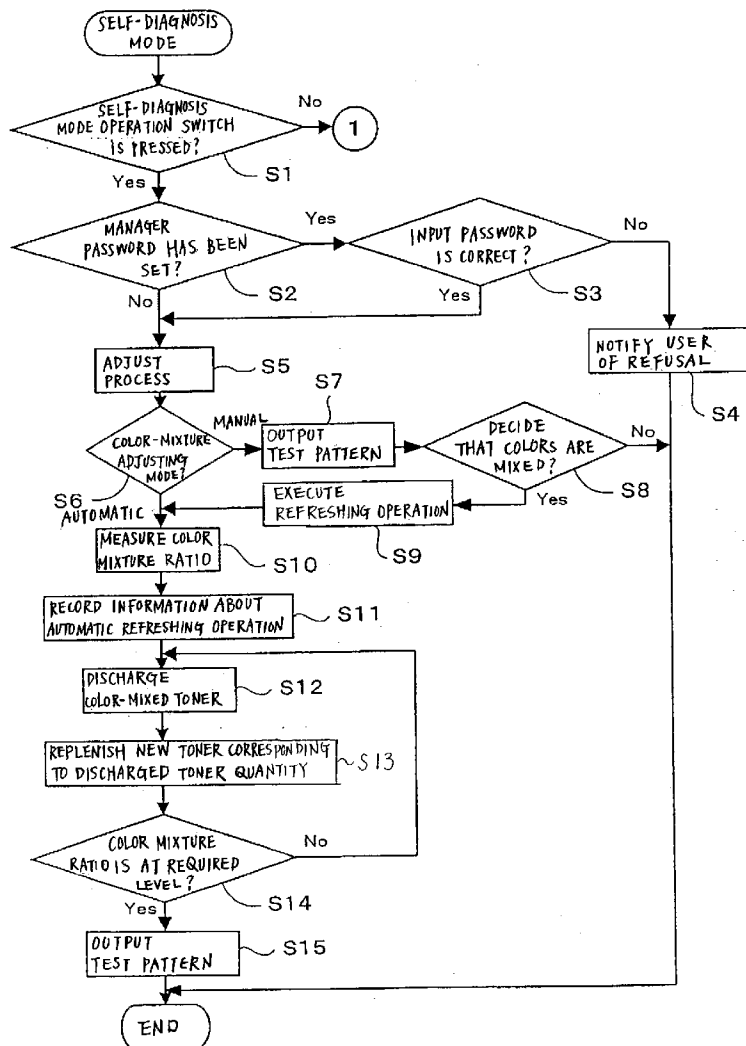 SELF-DIAGNOSIS
MODE
SELF-DIAGNOSIS
MODE OPERATION SWITCH
IS PRESSED?
No
1
S1
Yes
MANAGER
PASSWORD HAS BEEN
SET?
Yes
S2
No
INPUT PASSWORD
IS CORRECT?
No
S3
Yes
NOTIFY USER
OF REFUSAL
S4
ADJUST
PROCESS
S5
COLOR-MIXTURE
ADJUSTING
MODE?
MANUAL
S6
AUTOMATIC
S7
OUTPUT
TEST PATTERN
DECIDE
THAT COLORS ARE
MIXED?
No
S8
Yes
EXECUTE
REFRESHING OPERATION
S9
MEASURE COLOR
MIXTURE RATIO
S10
RECORD INFORMATION ABOUT
AUTOMATIC REFRESHING OPERATION
S11
DISCHARGE
COLOR-MIXED TONER
S12
REPLENISH NEW TONER CORRESPONDING
TO DISCHARGED TONER QUANTITY
S13
COLOR MIXTURE
RATIO IS AT REQUIRED
LEVEL?
No
S14
Yes
OUTPUT
TEST PATTERN
S15
END